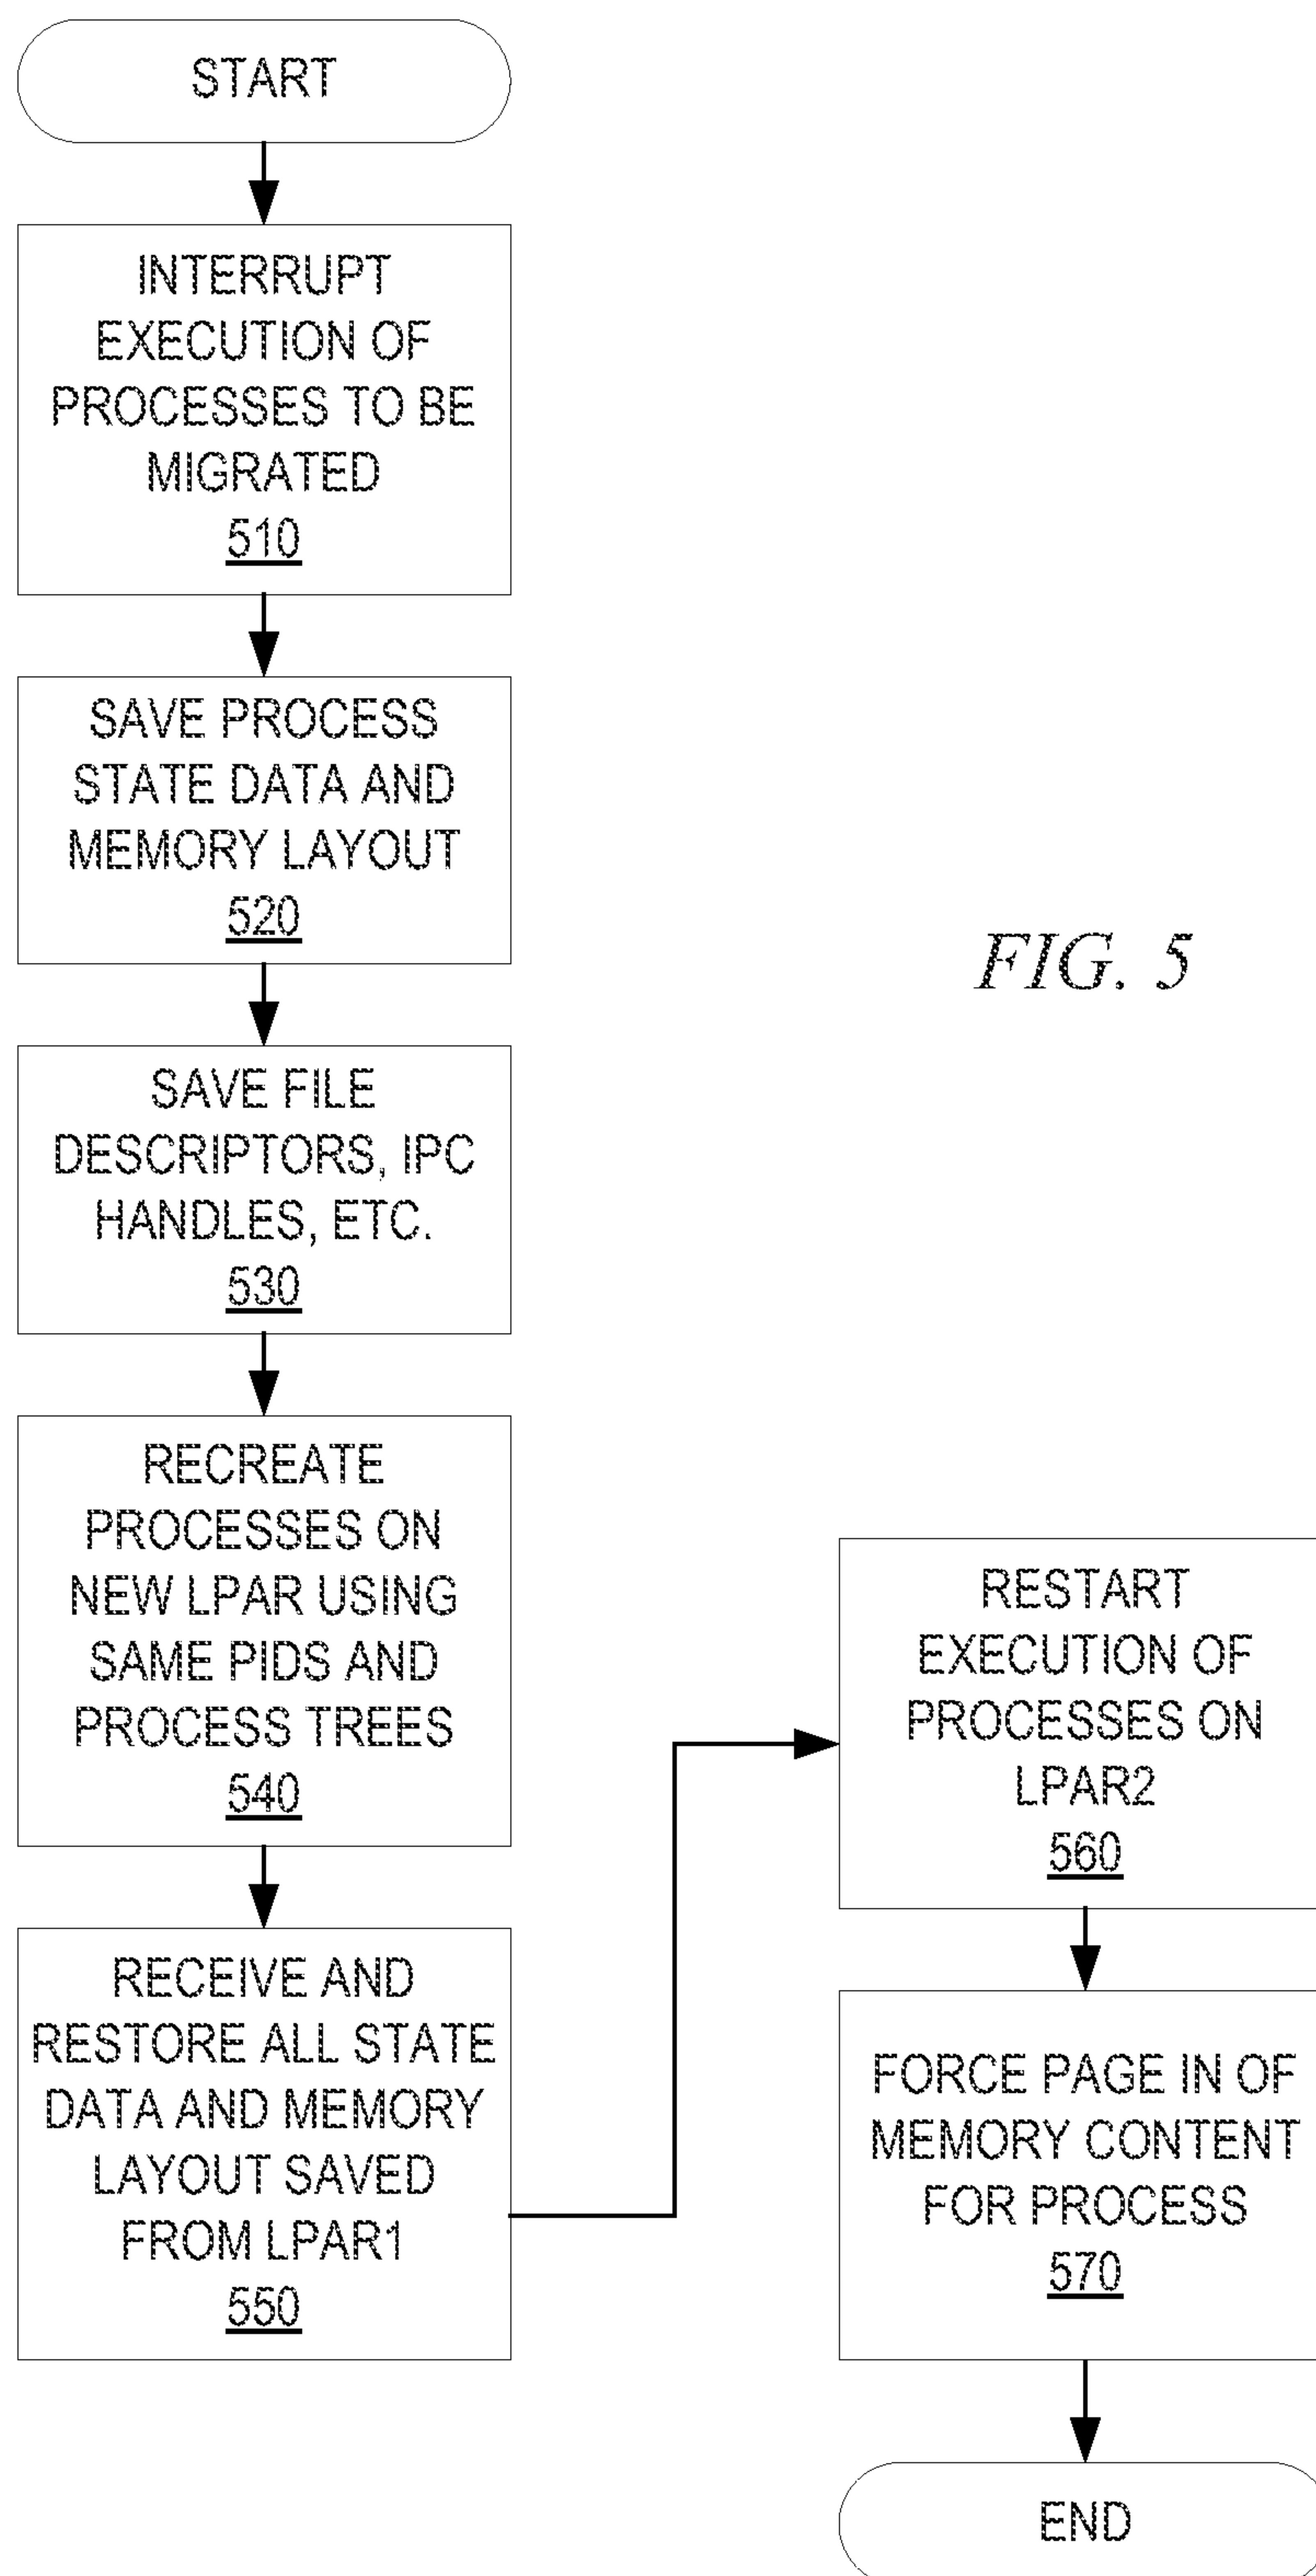 START
INTERRUPT
EXECUTION OF
PROCESSES TO BE
MIGRATED
510
SAVE PROCESS
STATE DATA AND
MEMORY LAYOUT
520
SAVE FILE
DESCRIPTORS, IPC
HANDLES, ETC.
530
RECREATE
PROCESSES ON
NEW LPAR USING
SAME PIDS AND
PROCESS TREES
540
RECEIVE AND
RESTORE ALL STATE
DATA AND MEMORY
LAYOUT SAVED
FROM LPAR1
550
FIG. 5
RESTART
EXECUTION OF
PROCESSES ON
LPAR2
560
FORCE PAGE IN OF
MEMORY CONTENT
FOR PROCESS
570
END